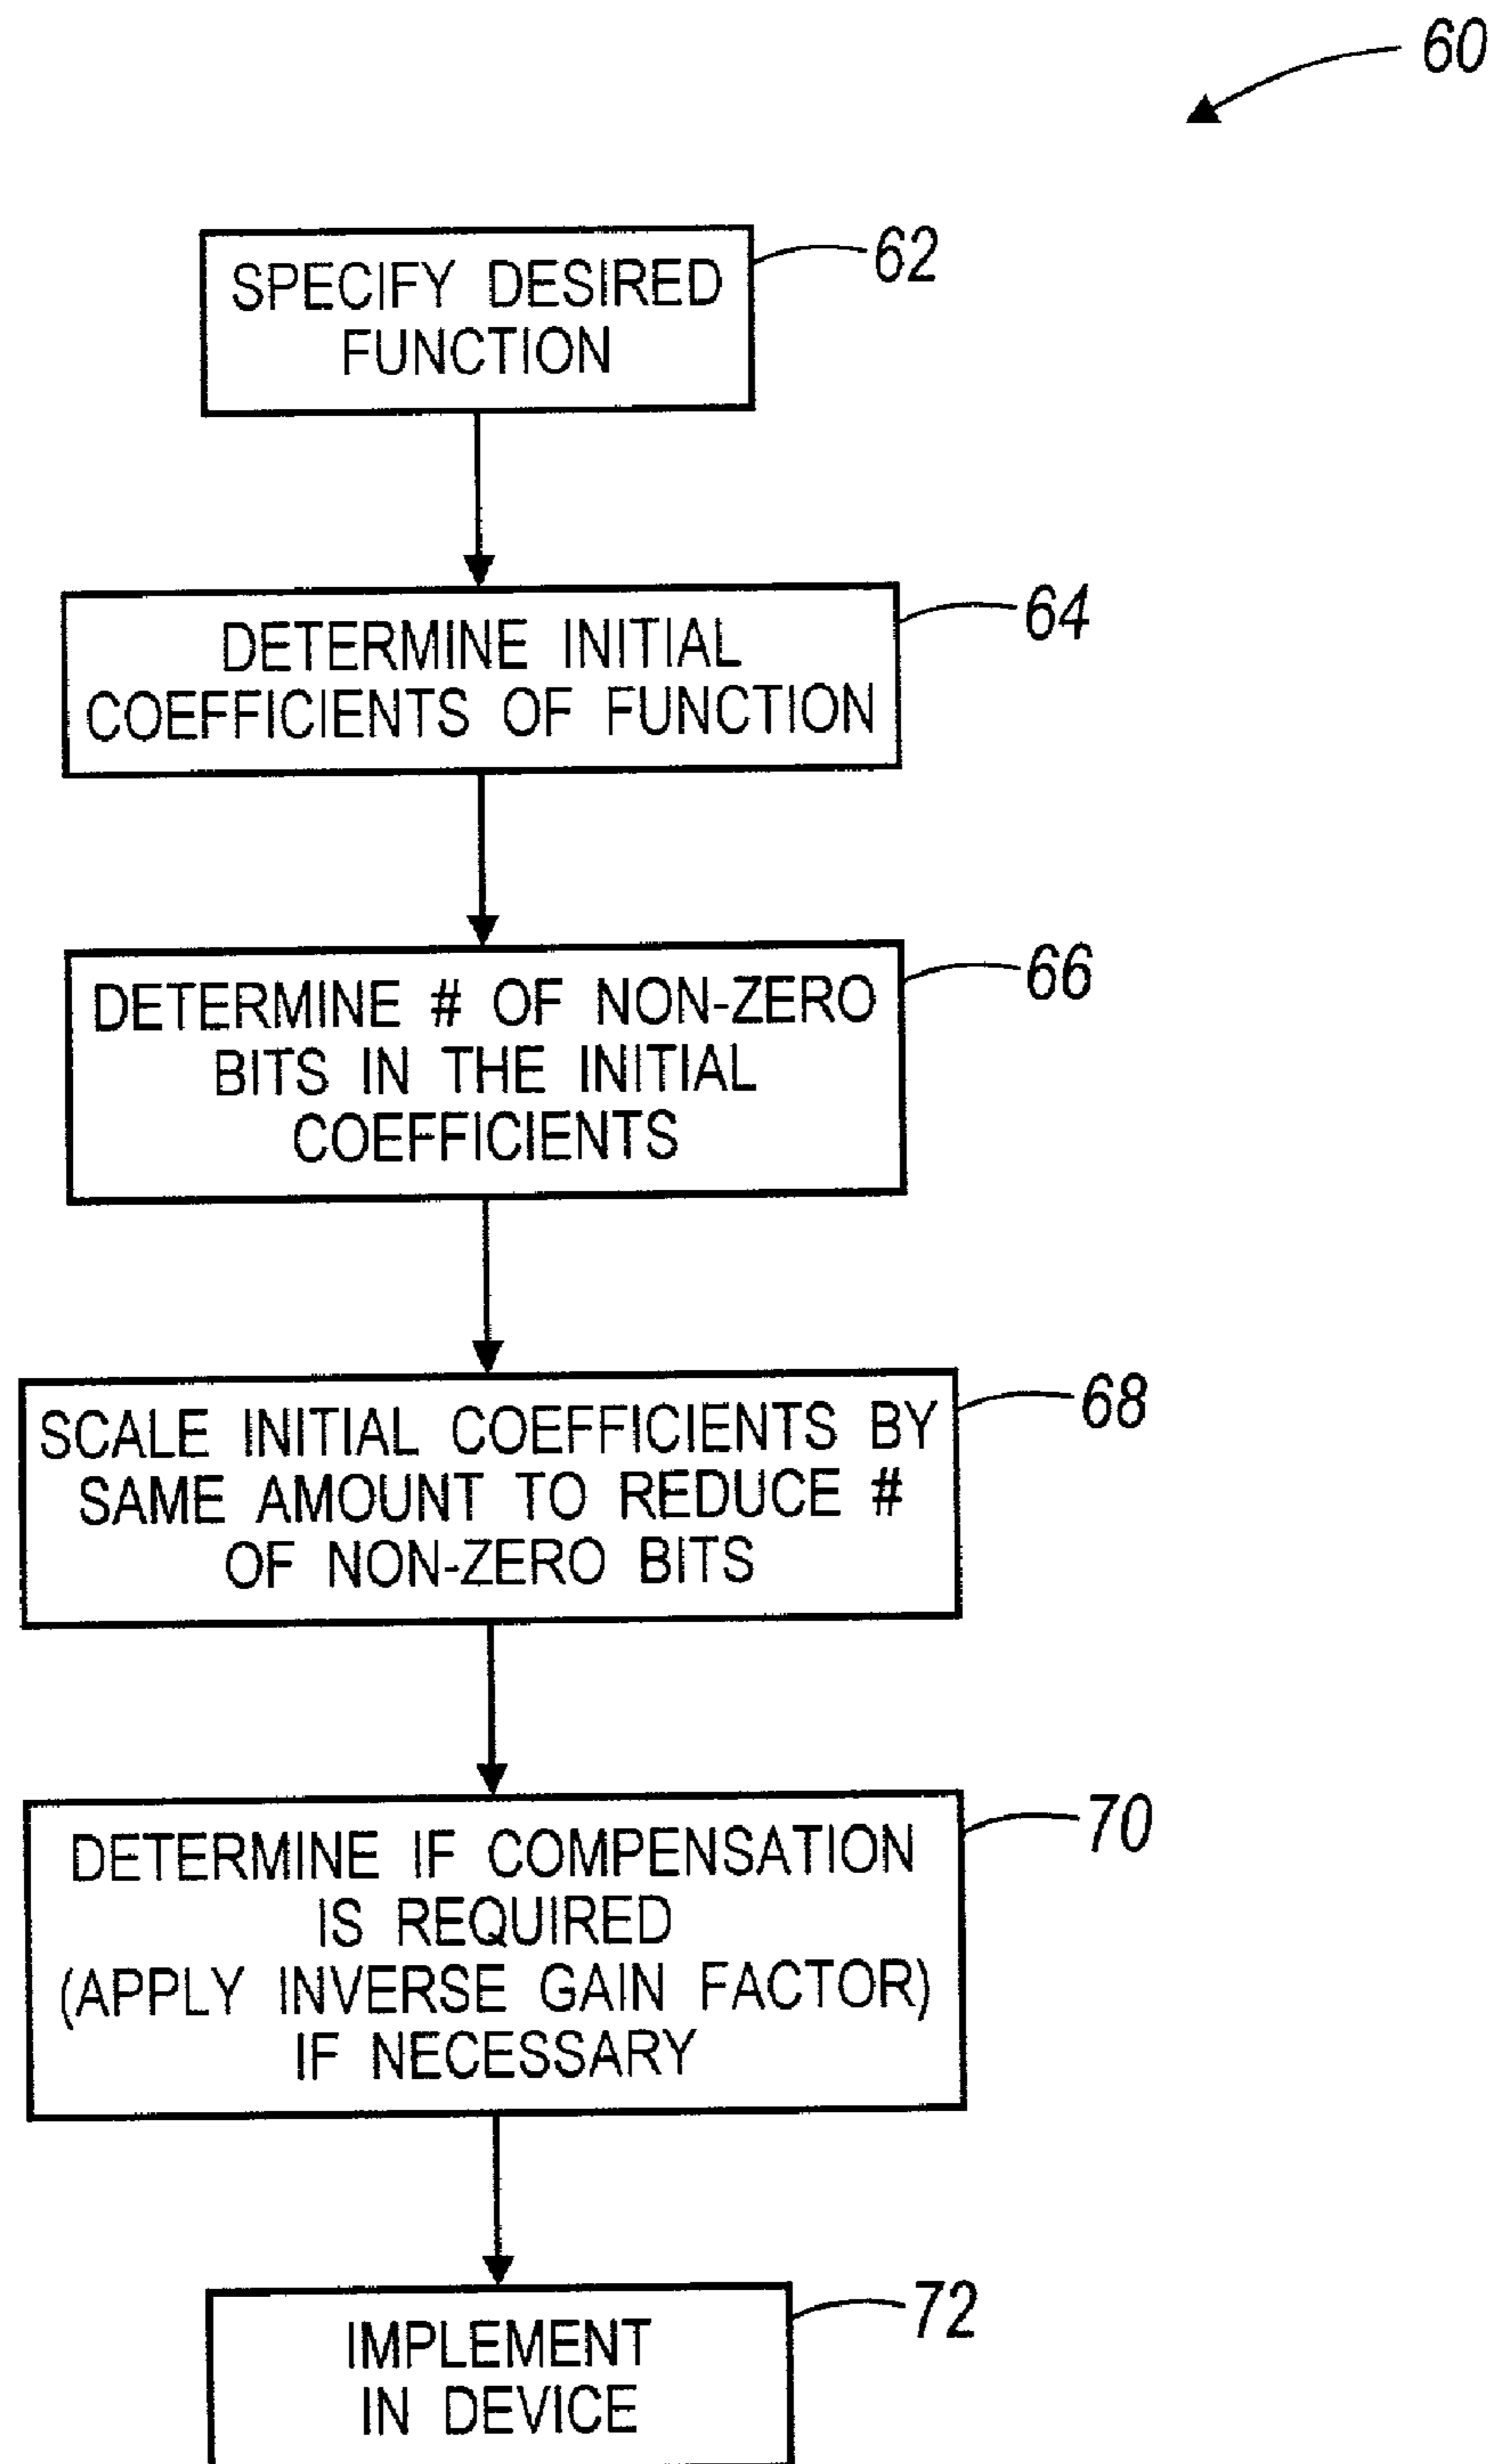 60
SPECIFY DESIRED
FUNCTION
62
DETERMINE INITIAL
COEFFICIENTS OF FUNCTION
64
DETERMINE # OF NON-ZERO
BITS IN THE INITIAL
COEFFICIENTS
66
SCALE INITIAL COEFFICIENTS BY
SAME AMOUNT TO REDUCE #
OF NON-ZERO BITS
68
DETERMINE IF COMPENSATION
IS REQUIRED
(APPLY INVERSE GAIN FACTOR)
IF NECESSARY
70
IMPLEMENT
IN DEVICE
72